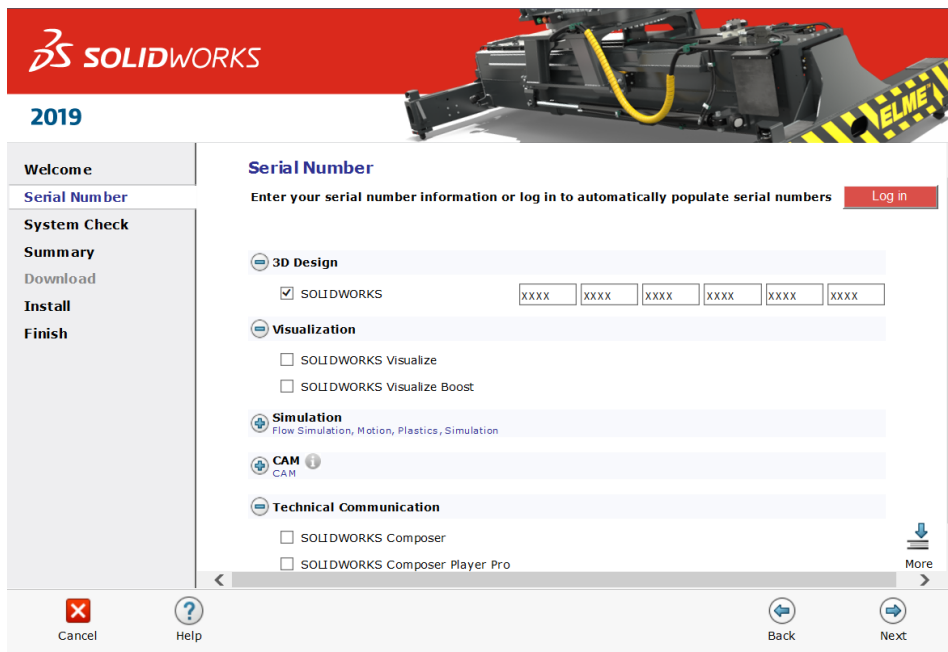 SOLIDWORKS
ELME
2019
Welcome
Serial Number
System Check
Summary
Download
Install
Finish
Serial Number
Enter your serial number information or log in to automatically populate serial numbers
Log in
3D Design
SOLIDWORKS
xxxx xxxx xxxx xxxx xxxx xxxx
Visualization
SOLIDWORKS Visualize
SOLIDWORKS Visualize Boost
Simulation
Flow Simulation, Motion, Plastics, Simulation
CAM
CAM
Technical Communication
SOLIDWORKS Composer
SOLIDWORKS Composer Player Pro
More
Cancel
Help
Back
Next